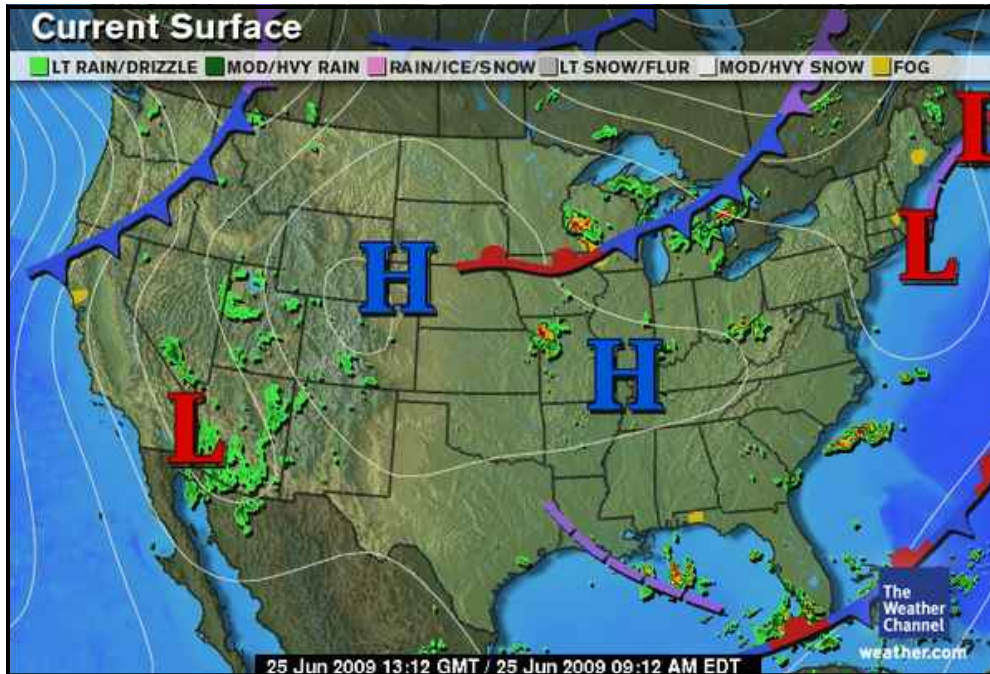 Current Surface
LT RAIN/DRIZZLE MOD/HVY RAIN RAIN/ICE/SNOW LT SNOW/FLUR MOD/HVY SNOW FOG
L
H
L
H
L
The
Weather
Channel
weather.com
25 Jun 2009 13:12 GMT / 25 Jun 2009 09:12 AM EDT